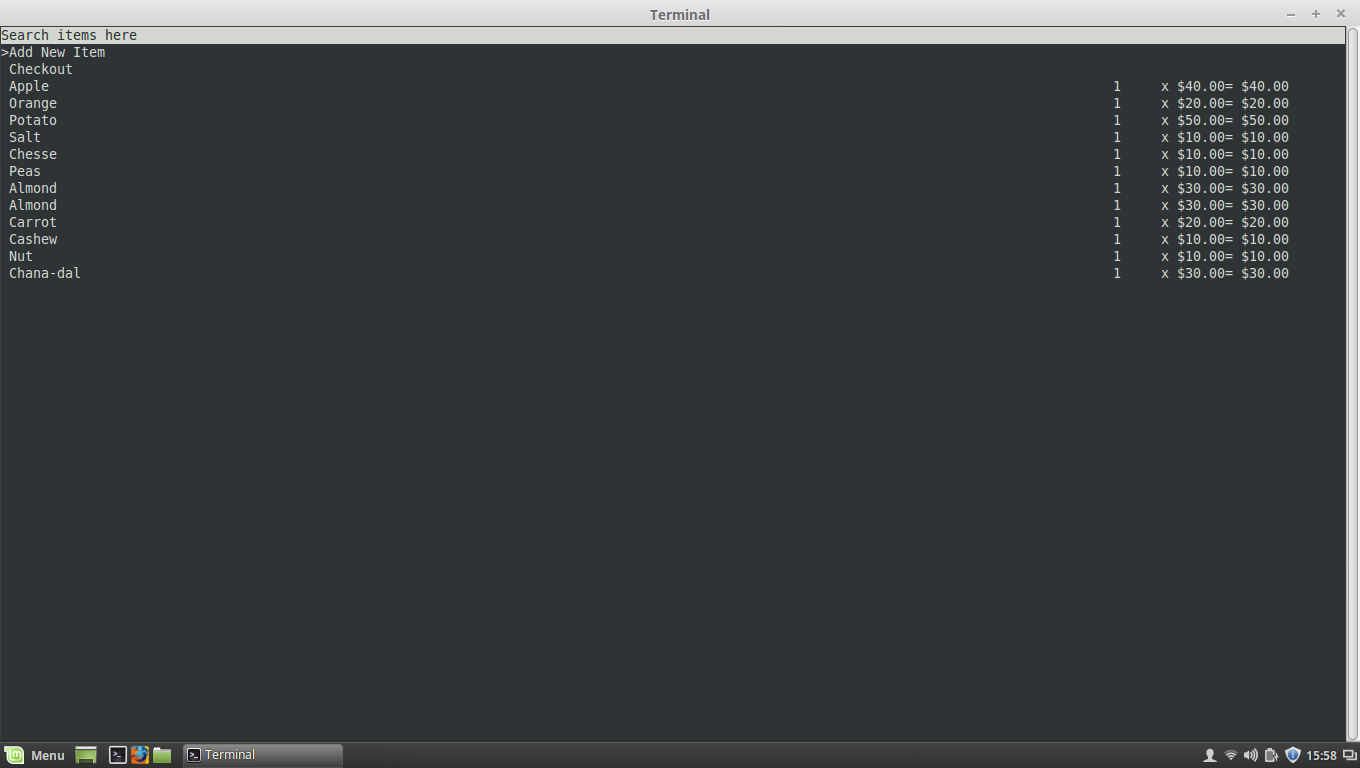 Terminal
Search items here
>Add New Item
Checkout
Apple 1 x $40.00= $40.00
Orange 1 x $20.00= $20.00
Potato 1 x $50.00= $50.00
Salt 1 x $10.00= $10.00
Chesse 1 x $10.00= $10.00
Peas 1 x $10.00= $10.00
Almond 1 x $30.00= $30.00
Almond 1 x $30.00= $30.00
Carrot 1 x $20.00= $20.00
Cashew 1 x $10.00= $10.00
Nut 1 x $10.00= $10.00
Chana-dal 1 x $30.00= $30.00
Menu Terminal 15:58